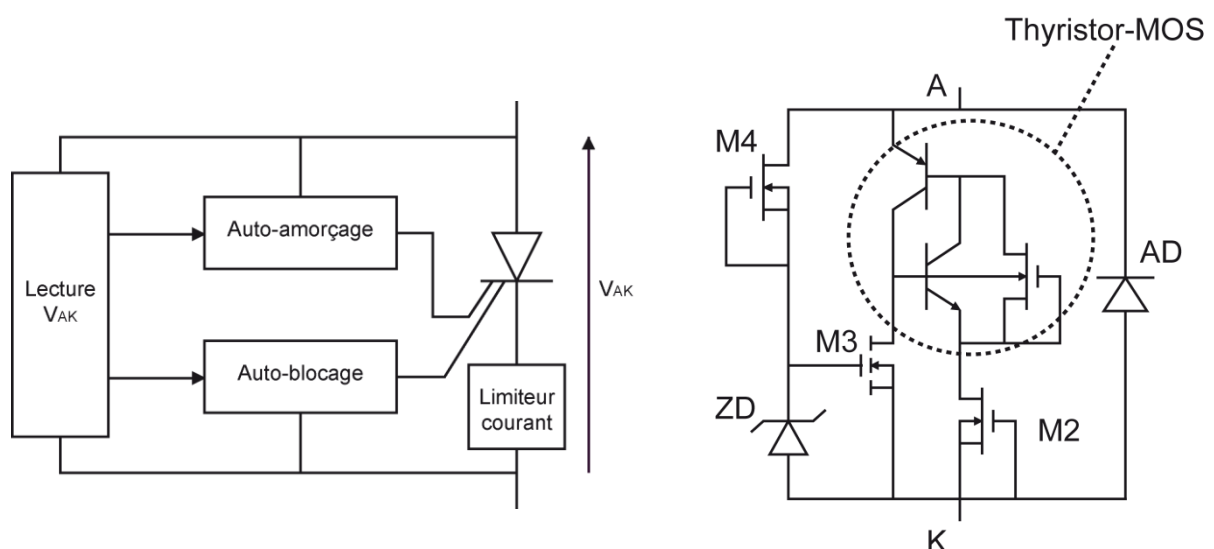 Lecture
VAK
Auto-amorçage
Auto-blocage
Limiteur
courant
VAK
Thyristor-MOS
A
M4
AD
M3
ZD
M2
K